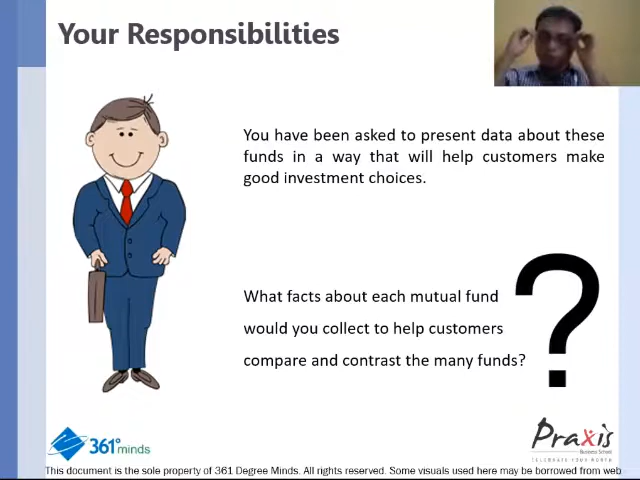 Your Responsibilities
You have been asked to present data about these
funds in a way that will help customers make
good investment choices.
What facts about each mutual fund
would you collect to help customers
compare and contrast the many funds?
?
361° minds
Praxis
Business School
CELEBRATE YOUR WORTH
This document is the sole property of 361 Degree Minds. All rights reserved. Some visuals used here may be borrowed from web